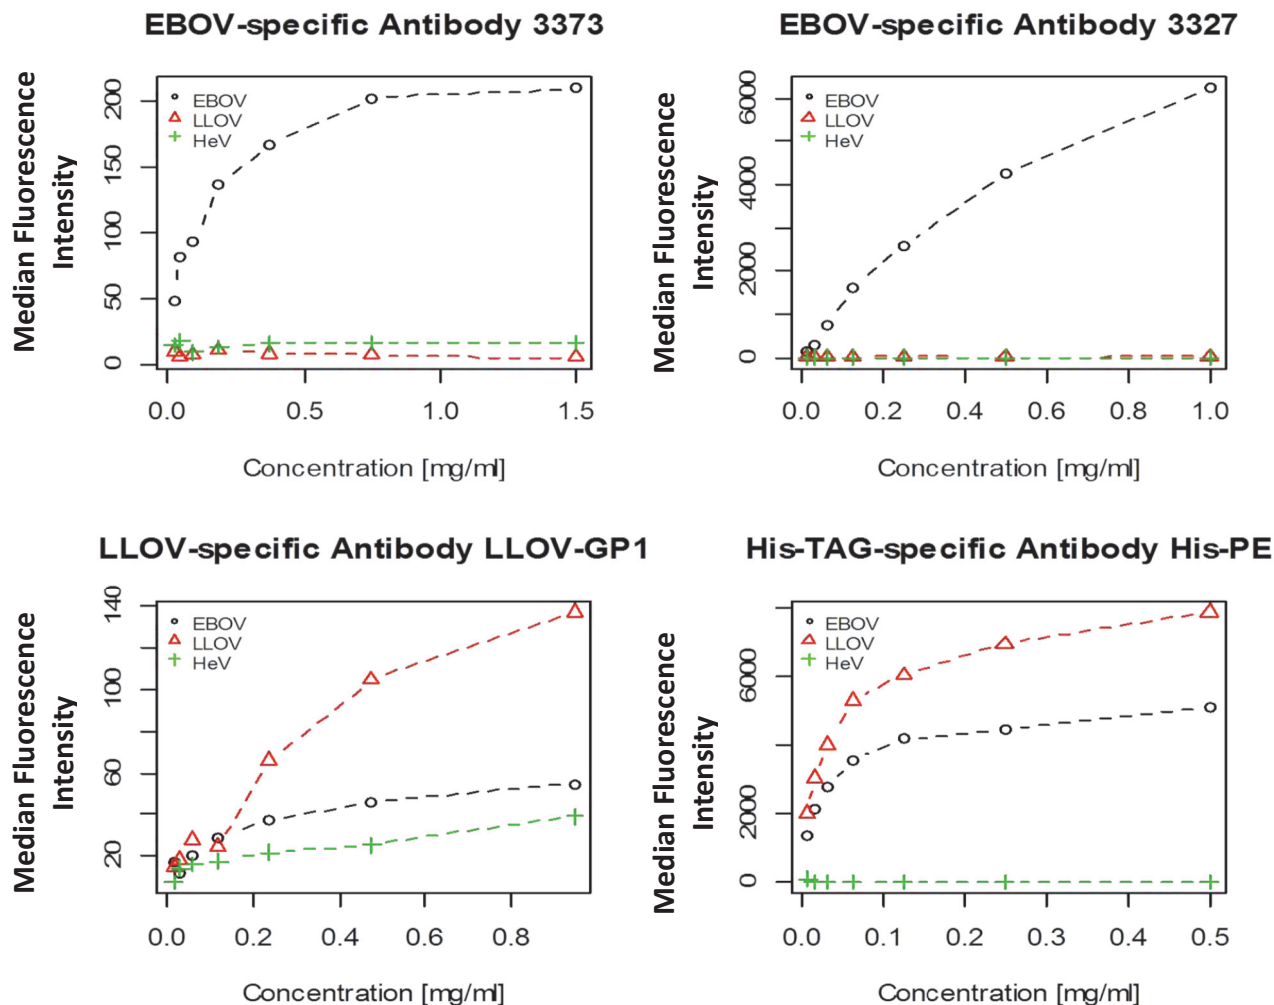 EBOV-specific Antibody 3373
Median Fluorescence
Intensity
200
150
100
50
0
EBOV
LLOV
HeV
0.0 0.5 1.0 1.5
Concentration [mg/ml]
EBOV-specific Antibody 3327
Median Fluorescence
Intensity
6000
4000
2000
0
EBOV
LLOV
HeV
0.0 0.2 0.4 0.6 0.8 1.0
Concentration [mg/ml]
LLOV-specific Antibody LLOV-GP1
Median Fluorescence
Intensity
140
100
60
20
EBOV
LLOV
HeV
0.0 0.2 0.4 0.6 0.8
Concentration [mg/ml]
His-TAG-specific Antibody His-PE
Median Fluorescence
Intensity
6000
2000
0
EBOV
LLOV
HeV
0.0 0.1 0.2 0.3 0.4 0.5
Concentration [mg/ml]